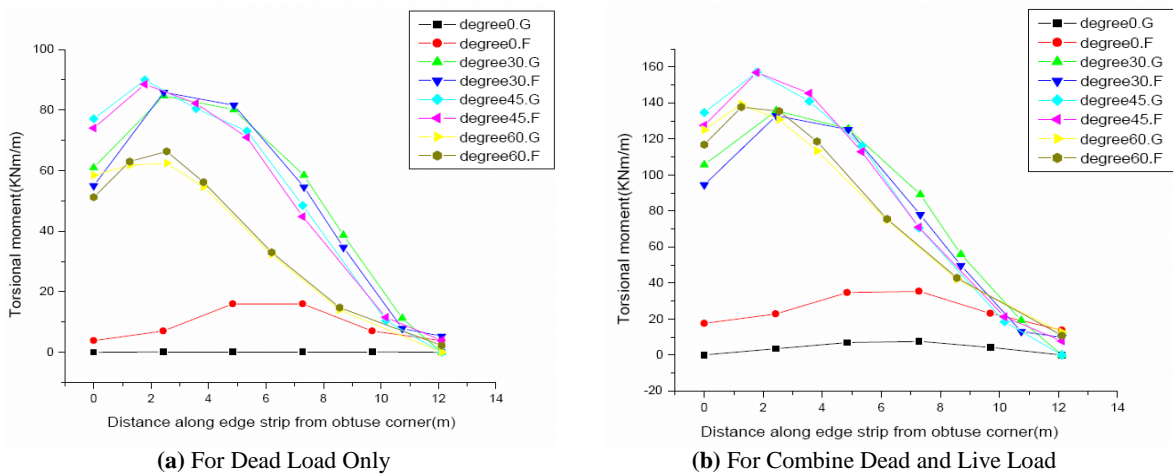 degree0.G
degree0.F
degree30.G
degree30.F
degree45.G
degree45.F
degree60.G
degree60.F
100
80
60
40
20
0
Torsional moment(KNm/m)
0 2 4 6 8 10 12 14
Distance along edge strip from obtuse corner(m)
(a) For Dead Load Only
degree0.G
degree0.F
degree30.G
degree30.F
degree45.G
degree45.F
degree60.G
degree60.F
160
140
120
100
80
60
40
20
0
-20
Torsional moment(KNm/m)
0 2 4 6 8 10 12 14
Distance along edge strip from obtuse corner(m)
(b) For Combine Dead and Live Load